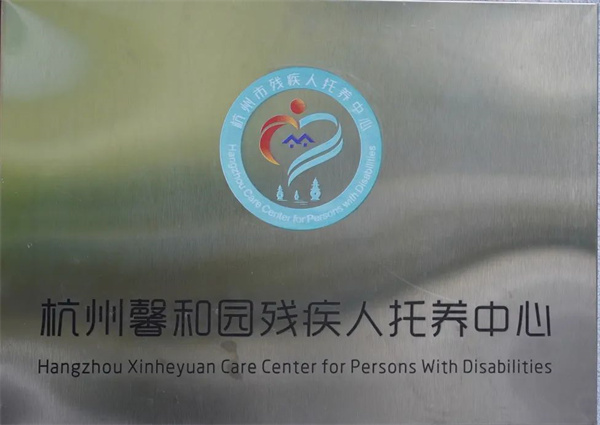 杭州市残疾人托养中心
Hangzhou Care Center for Persons with Disabilities
杭州馨和园残疾人托养中心
Hangzhou Xinheyuan Care Center for Persons With Disabilities